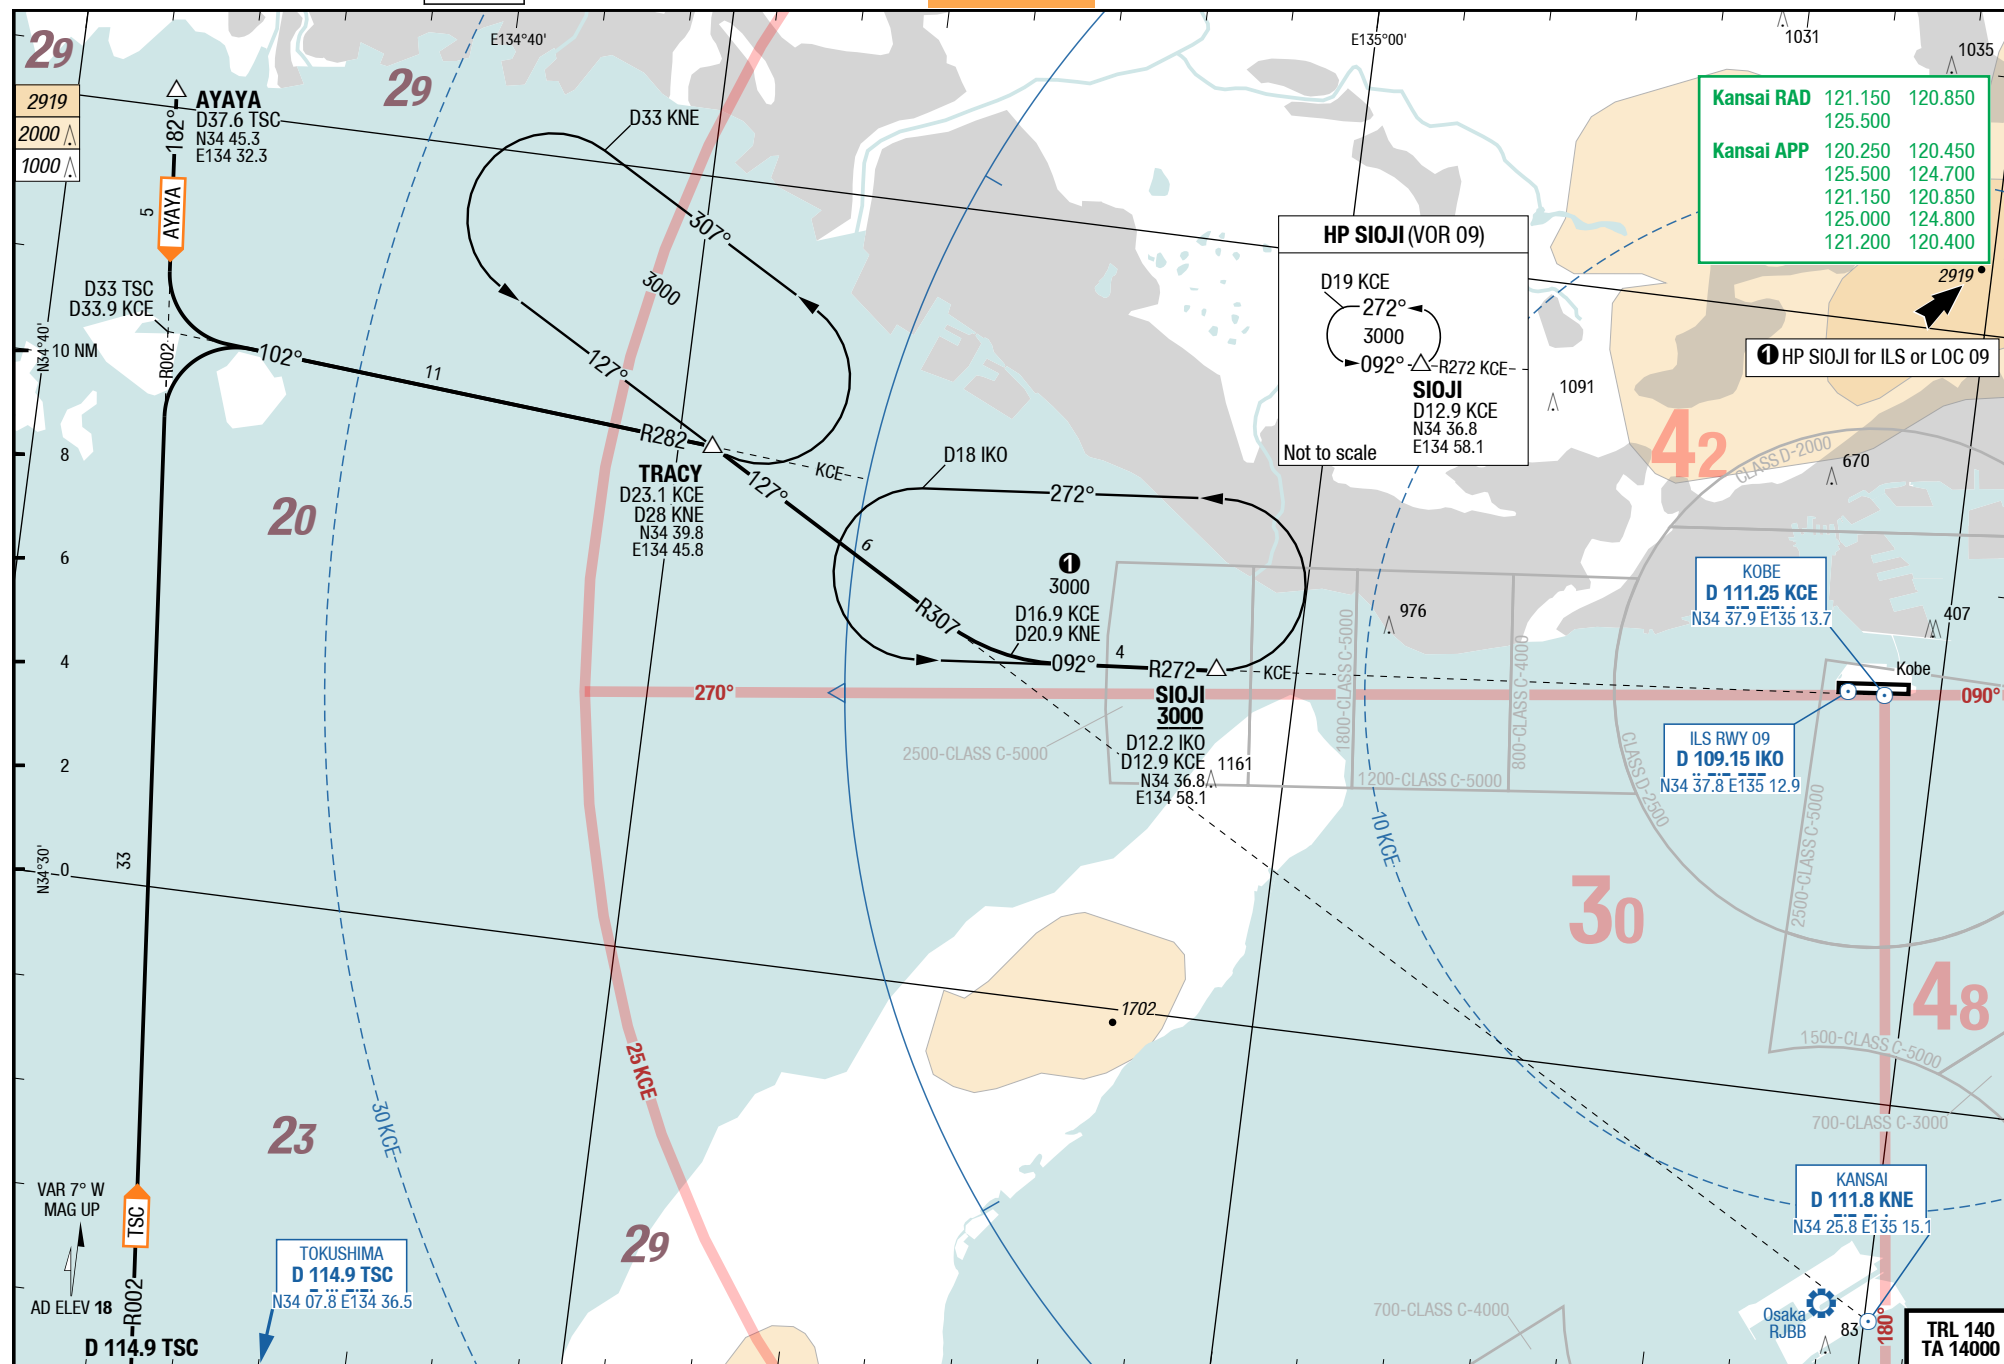 29
2919
2000
1000
AYAYA
D37.6 TSC
N34 45.3
E134 32.3
182°
AYAYA
5
29
E134°40'
E135°00'
1031
1035
Kansai RAD 121.150 120.850
125.500
Kansai APP 120.250 120.450
125.500 124.700
121.150 120.850
125.000 124.800
121.200 120.400
2919
D33 KNE
307°
3000
127°
HP SIOJI (VOR 09)
D19 KCE
272°
3000
092°
R272 KCE
SIOJI
D12.9 KCE
N34 36.8
E134 58.1
Not to scale
1 HP SIOJI for ILS or LOC 09
1091
D33 TSC
D33.9 KCE
R002
N34°40'
10 NM
102°
11
R282
KCE
TRACY
D23.1 KCE
D28 KNE
N34 39.8
E134 45.8
127°
6
R307
D18 IKO
272°
1
3000
D16.9 KCE
D20.9 KNE
092°
4
R272
KCE
SIOJI
3000
D12.2 IKO
D12.9 KCE
N34 36.8
E134 58.1
1161
42
CLASS D-2000
670
8
20
6
4
2
N34°30'
0
33
976
1800-CLASS C-5000
800-CLASS C-4000
KOBE
D 111.25 KCE
N34 37.9 E135 13.7
407
Kobe
270°
090°
2500-CLASS C-5000
1200-CLASS C-5000
CLASS D-2500
ILS RWY 09
D 109.15 IKO
N34 37.8 E135 12.9
2500-CLASS C-5000
10 KCE
30
48
1702
25 KCE
1500-CLASS C-5000
700-CLASS C-3000
23
30 KCE
29
VAR 7° W
MAG UP
TSC
AD ELEV 18
R002
D 114.9 TSC
TOKUSHIMA
D 114.9 TSC
N34 07.8 E134 36.5
KANSAI
D 111.8 KNE
N34 25.8 E135 15.1
700-CLASS C-4000
Osaka
RJBB
83
180°
TRL 140
TA 14000